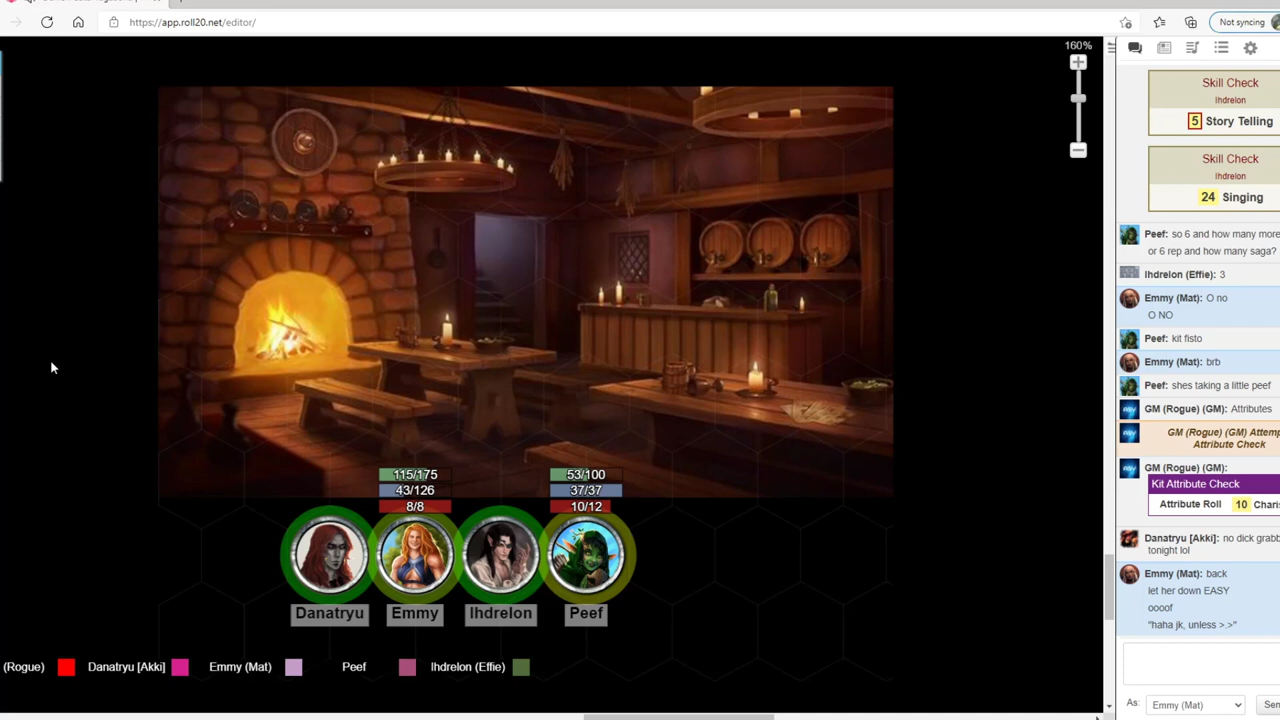 https://app.roll20.net/editor/
Not syncing
160%
Skill Check
Ihdrelon
5 Story Telling
Skill Check
Ihdrelon
24 Singing
Peef: so 6 and how many more
or 6 rep and how many saga?
Ihdrelon (Effie): 3
Emmy (Mat): O no
O NO
Peef: kit fisto
Emmy (Mat): brb
Peef: shes taking a little peef
GM (Rogue) (GM): Attributes
GM (Rogue) (GM) Attemp
Attribute Check
GM (Rogue) (GM):
Kit Attribute Check
Attribute Roll 10 Charis
Danatryu [Akki]: no dick grabb
tonight lol
Emmy (Mat): back
let her down EASY
oooof
"haha jk, unless >.>"
115/175
43/126
8/8
53/100
37/37
10/12
Danatryu
Emmy
Ihdrelon
Peef
(Rogue)
Danatryu [Akki]
Emmy (Mat)
Peef
Ihdrelon (Effie)
As:
Emmy (Mat)
Sen